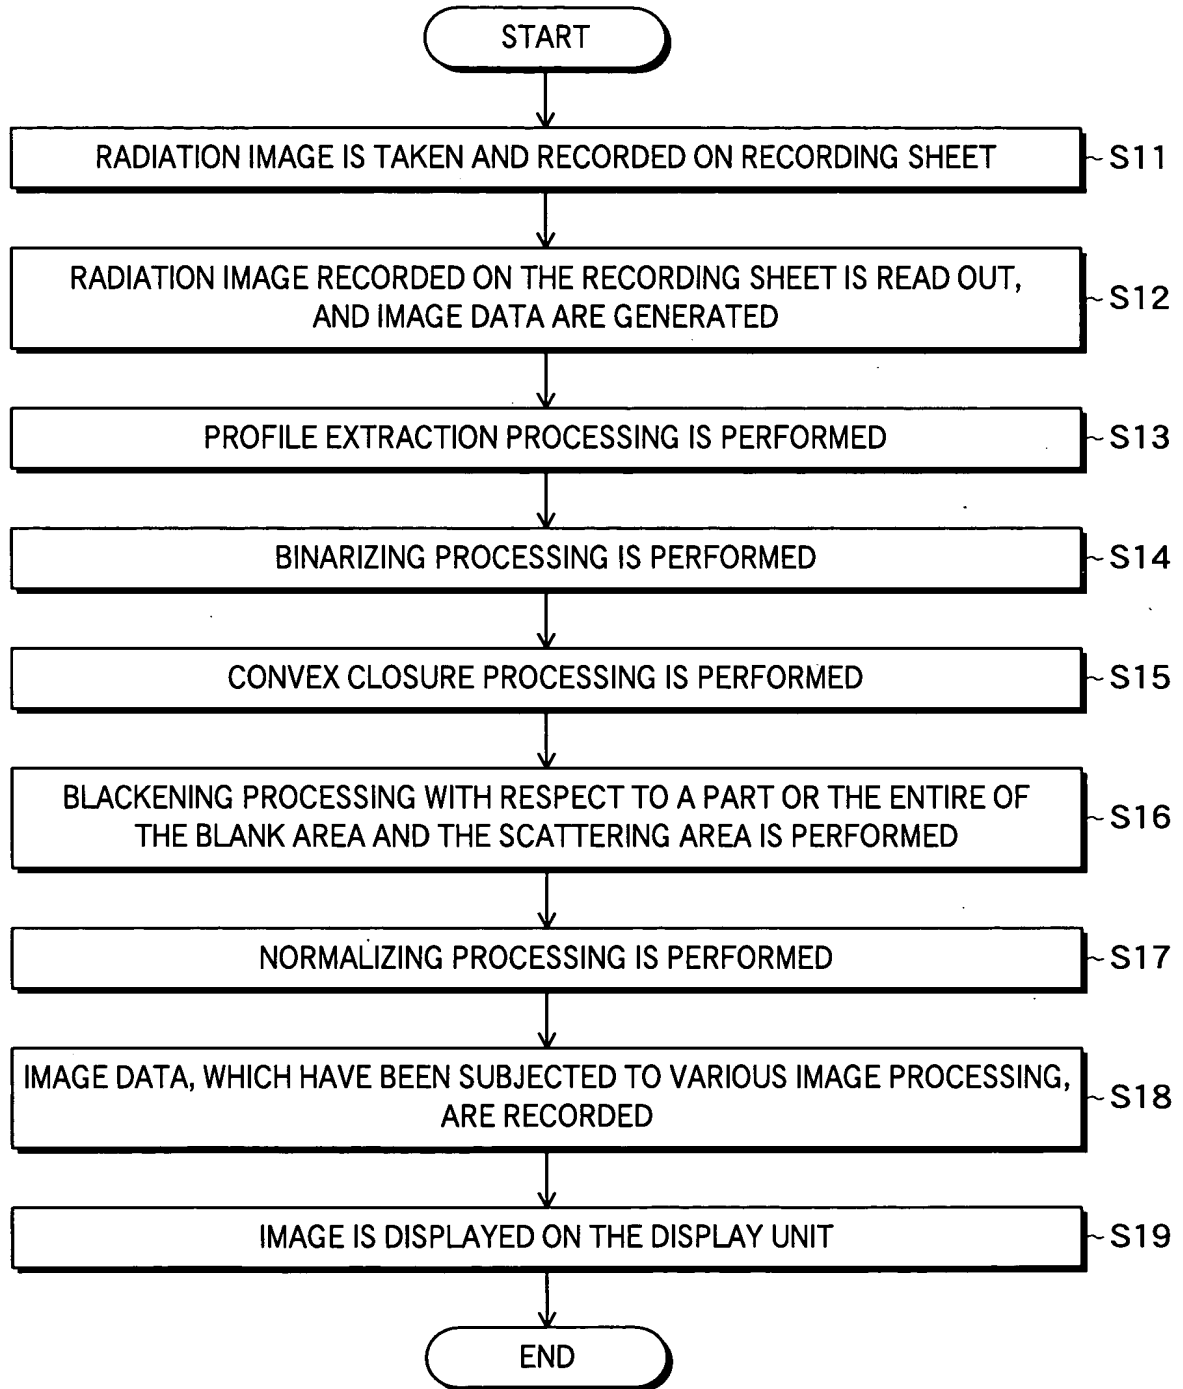 START
RADIATION IMAGE IS TAKEN AND RECORDED ON RECORDING SHEET
S11
RADIATION IMAGE RECORDED ON THE RECORDING SHEET IS READ OUT,
AND IMAGE DATA ARE GENERATED
S12
PROFILE EXTRACTION PROCESSING IS PERFORMED
S13
BINARIZING PROCESSING IS PERFORMED
S14
CONVEX CLOSURE PROCESSING IS PERFORMED
S15
BLACKENING PROCESSING WITH RESPECT TO A PART OR THE ENTIRE OF
THE BLANK AREA AND THE SCATTERING AREA IS PERFORMED
S16
NORMALIZING PROCESSING IS PERFORMED
S17
IMAGE DATA, WHICH HAVE BEEN SUBJECTED TO VARIOUS IMAGE PROCESSING,
ARE RECORDED
S18
IMAGE IS DISPLAYED ON THE DISPLAY UNIT
S19
END